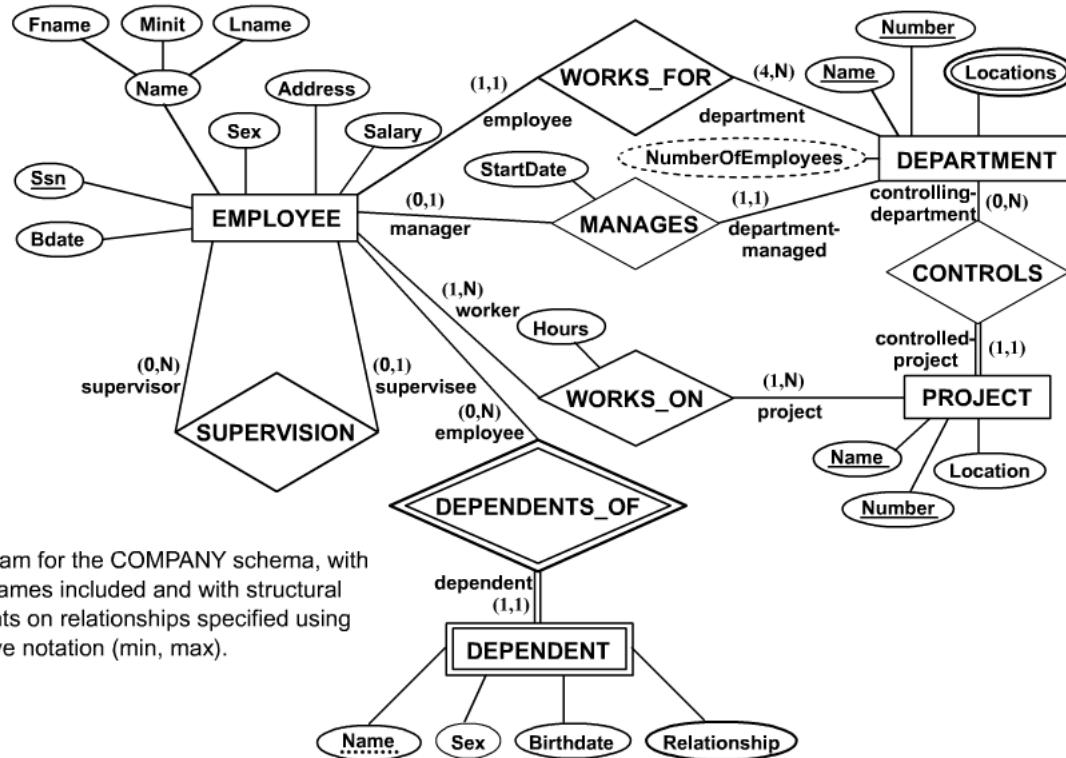 Fname
Minit
Lname
Name
Address
Sex
Salary
Ssn
Bdate
EMPLOYEE
(1,1)
employee
WORKS_FOR
(4,N)
department
Number
Name
Locations
NumberOfEmployees
DEPARTMENT
StartDate
(0,1)
manager
MANAGES
(1,1)
department-
managed
controlling-
department
(0,N)
CONTROLS
controlled-
project
(1,1)
(1,N)
worker
Hours
WORKS_ON
(1,N)
project
PROJECT
Name
Number
Location
(0,N)
supervisor
(0,1)
supervisee
SUPERVISION
(0,N)
employee
DEPENDENTS_OF
am for the COMPANY schema, with
ames included and with structural
ts on relationships specified using
ve notation (min, max).
dependent
(1,1)
DEPENDENT
Name
Sex
Birthdate
Relationship